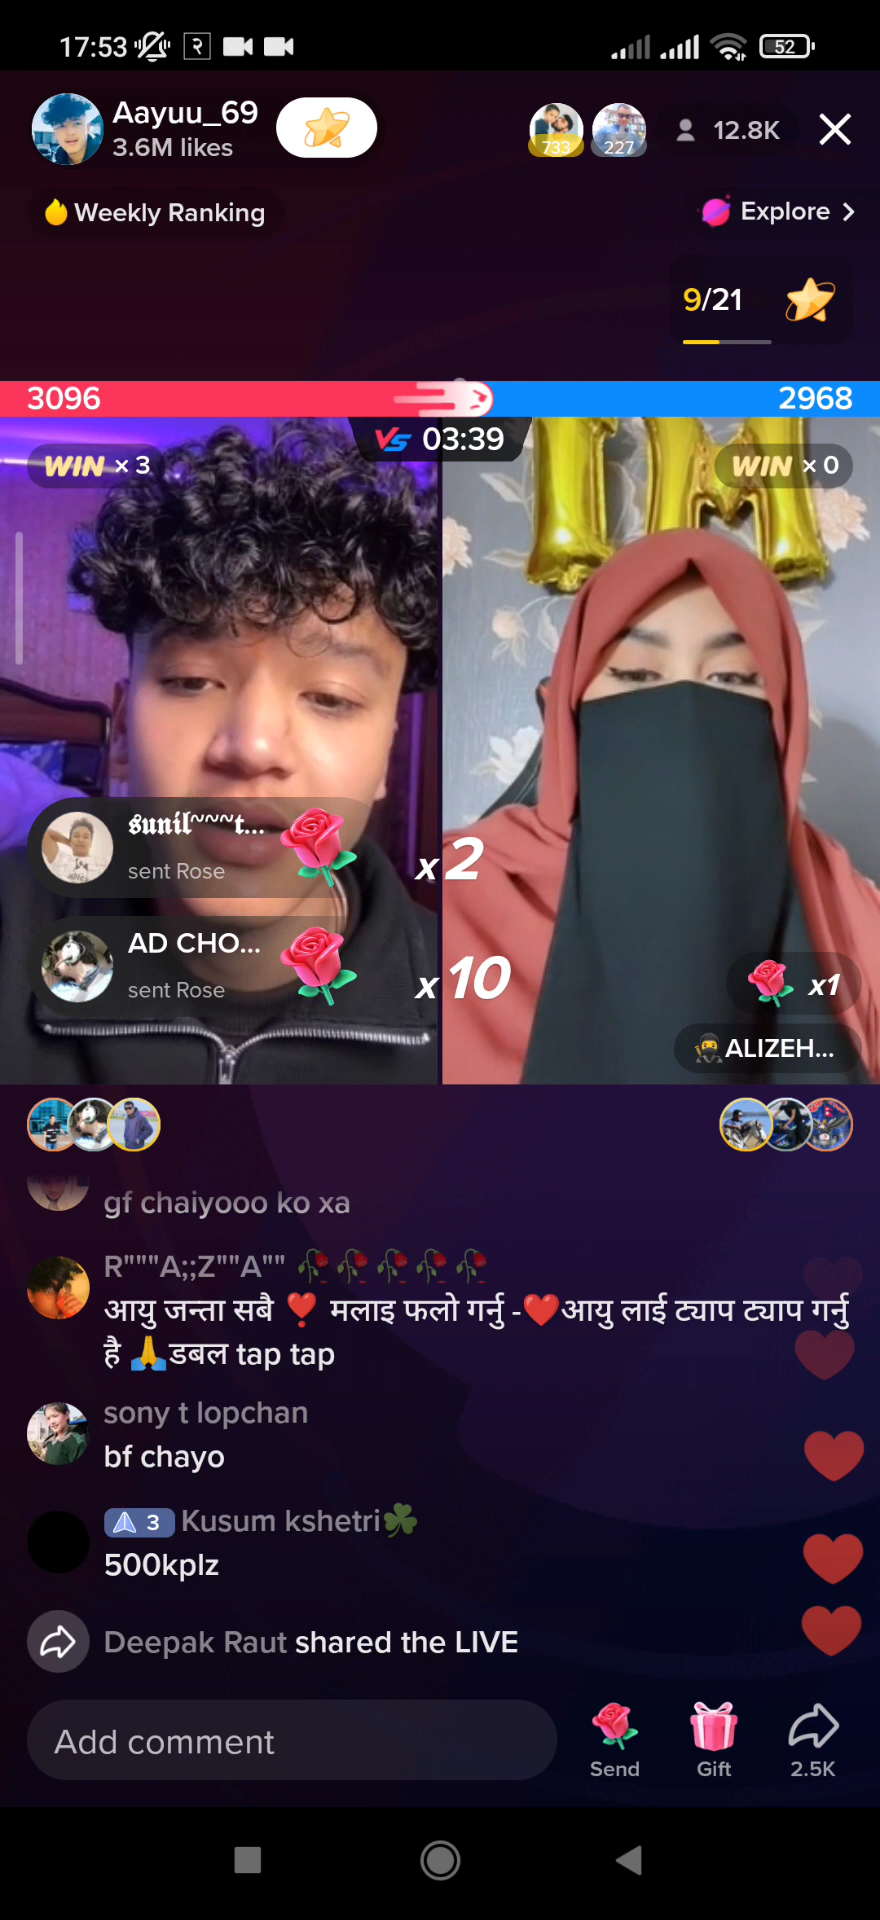 17:53 २ 52
Aayuu_69
3.6M likes
733 227 12.8K
Weekly Ranking
Explore >
9/21
3096 2968
VS 03:39
WIN × 3 WIN × 0
𝖘𝖚𝖓𝖎𝖑~~~𝖙...
sent Rose
x2
AD CHO...
sent Rose
x10
x1
🥷ALIZEH...
gf chaiyooo ko xa
R"""A;;Z""A"" 🥀🥀🥀🥀🥀
आयु जन्ता सबै ❣️ मलाइ फलो गर्नु -❤️आयु लाई ट्याप ट्याप गर्नु
है 🙏डबल tap tap
sony t lopchan
bf chayo
3 Kusum kshetri☘️
500kplz
Deepak Raut shared the LIVE
Add comment
Send Gift 2.5K